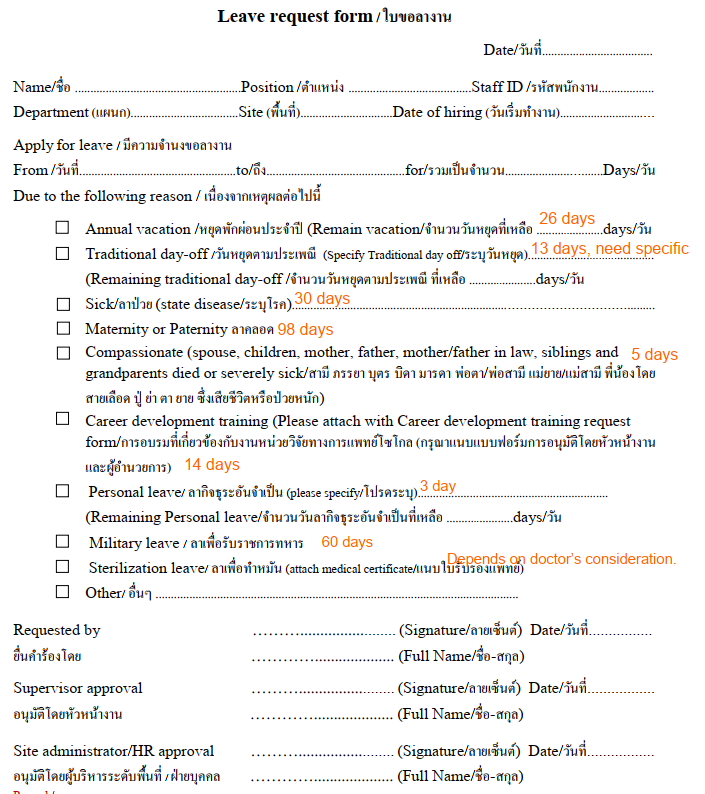 Leave request form / ใบขอลางาน
Date/วันที่..................................
Name/ชื่อ ....................................................Position /ตำแหน่ง ......................................Staff ID /รหัสพนักงาน.................
Department (แผนก)..................................Site (พื้นที่).............................Date of hiring (วันเริ่มทำงาน).............................
Apply for leave / มีความจำนงขอลางาน
From /วันที่.................................................to/ถึง...........................................for/รวมเป็นจำนวน.......................Days/วัน
Due to the following reason / เนื่องจากเหตุผลต่อไปนี้
☐ Annual vacation /หยุดพักผ่อนประจำปี (Remain vacation/จำนวนวันหยุดที่เหลือ ....................days/วัน 26 days
☐ Traditional day-off /วันหยุดตามประเพณี (Specify Traditional day off/ระบุวันหยุด)....................................... 13 days, need specific
(Remaining traditional day-off /จำนวนวันหยุดตามประเพณี ที่เหลือ ....................days/วัน
☐ Sick/ลาป่วย (state disease/ระบุโรค)............................................................................ 30 days
☐ Maternity or Paternity ลาคลอด 98 days
☐ Compassionate (spouse, children, mother, father, mother/father in law, siblings and 5 days
grandparents died or severely sick/สามี ภรรยา บุตร บิดา มารดา พ่อตา/พ่อสามี แม่ยาย/แม่สามี พี่น้องโดย
สายเลือด ปู่ ย่า ตา ยาย ซึ่งเสียชีวิตหรือป่วยหนัก)
☐ Career development training (Please attach with Career development training request
form/การอบรมที่เกี่ยวข้องกับงานหน่วยวิจัยทางการแพทย์โชโกล (กรุณาแนบแบบฟอร์มการอนุมัติโดยหัวหน้างาน
และผู้อำนวยการ) 14 days
☐ Personal leave/ ลากิจธุระอันจำเป็น (please specify/โปรดระบุ)............................................................ 3 day
(Remaining Personal leave/จำนวนวันลากิจธุระอันจำเป็นที่เหลือ ....................days/วัน
☐ Military leave / ลาเพื่อรับราชการทหาร 60 days
Depends on doctor's consideration.
☐ Sterilization leave/ ลาเพื่อทำหมัน (attach medical certificate/แนบใบรับรองแพทย์)
☐ Other/ อื่นๆ ..............................................................................................................
Requested by ............................................ (Signature/ลายเซ็นต์) Date/วันที่................
ยื่นคำร้องโดย ............................................ (Full Name/ชื่อ-สกุล)
Supervisor approval ............................................ (Signature/ลายเซ็นต์) Date/วันที่.................
อนุมัติโดยหัวหน้างาน ............................................ (Full Name/ชื่อ-สกุล)
Site administrator/HR approval ............................................ (Signature/ลายเซ็นต์) Date/วันที่.................
อนุมัติโดยผู้บริหารระดับพื้นที่ / ฝ่ายบุคคล ............................................ (Full Name/ชื่อ-สกุล)